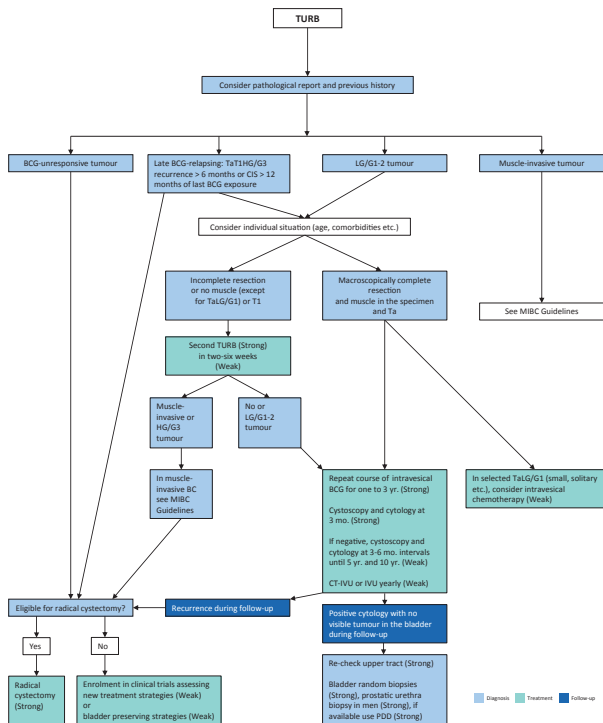 TURB
Consider pathological report and previous history
BCG-unresponsive tumour
Late BCG-relapsing: TaT1HG/G3
recurrence > 6 months or CIS > 12
months of last BCG exposure
LG/G1-2 tumour
Muscle-invasive tumour
Consider individual situation (age, comorbidities etc.)
Incomplete resection
or no muscle (except
for TaLG/G1) or T1
Macroscopically complete
resection
and muscle in the specimen
and Ta
See MIBC Guidelines
Second TURB (Strong)
in two-six weeks
(Weak)
Muscle-
invasive or
HG/G3
tumour
No or
LG/G1-2
tumour
In muscle-
invasive BC
see MIBC
Guidelines
Repeat course of intravesical
BCG for one to 3 yr. (Strong)
Cystoscopy and cytology at
3 mo. (Strong)
If negative, cystoscopy and
cytology at 3-6 mo. intervals
until 5 yr. and 10 yr. (Weak)
CT-IVU or IVU yearly (Weak)
In selected TaLG/G1 (small, solitary
etc.), consider intravesical
chemotherapy (Weak)
Eligible for radical cystectomy?
Recurrence during follow-up
Positive cytology with no
visible tumour in the bladder
during follow-up
Yes
No
Radical
cystectomy (Strong)
Enrolment in clinical trials assessing
new treatment strategies (Weak)
or
bladder preserving strategies (Weak)
Re-check upper tract (Strong)
Bladder random biopsies
(Strong), prostatic urethra
biopsy in men (Strong), if
available use PDD (Strong)
Diagnosis
Treatment
Follow-up